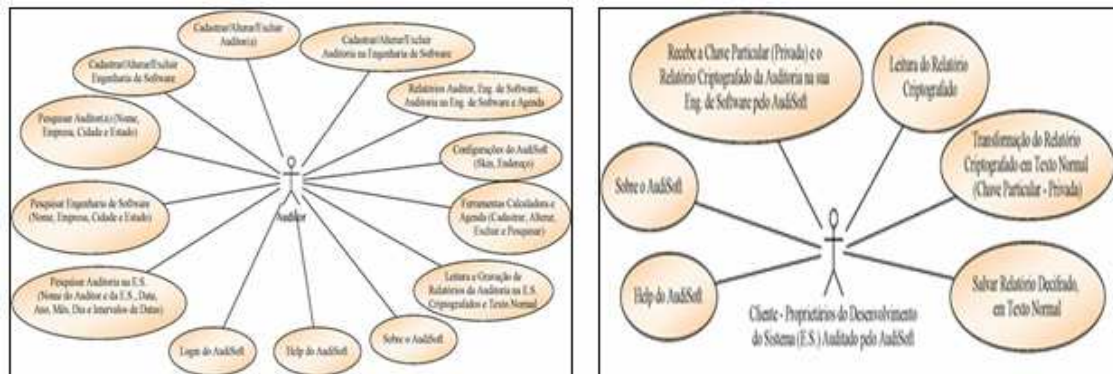 Cadastrar/Alterar/Excluir
Auditor(a)
Cadastrar/Alterar/Excluir
Auditoria na Engenharia de Software
Cadastrar/Alterar/Excluir
Engenharia de Software
Relatórios Auditor, Eng. de Software,
Auditoria na Eng. de Software e Agenda
Pesquisar Auditor(a) (Nome,
Empresa, Cidade e Estado)
Configurações do AudiSoft
(Skin, Endereço)
Pesquisar Engenharia de Software
(Nome, Empresa, Cidade e Estado)
Auditor
Ferramentas Calculadora e
Agenda (Cadastrar, Alterar,
Excluir e Pesquisar)
Pesquisar Auditoria na E.S.
(Nome do Auditor e da E.S., Data,
Ano, Mês, Dia e Intervalos de Datas)
Leitura e Gravação de
Relatórios da Auditoria na E.S.
Criptografados e Texto Normal
Logar do AudiSoft
Help do AudiSoft
Sobre o AudiSoft
Recebe a Chave Particular (Privada) e o
Relatório Criptografado da Auditoria na sua
Eng. de Software pelo AudiSoft
Leitura do Relatório
Criptografado
Transformação do Relatório
Criptografado em Texto Normal
(Chave Particular - Privada)
Sobre o AudiSoft
Help do AudiSoft
Salvar Relatório Decifrado,
em Texto Normal
Cliente - Proprietários do Desenvolvimento
do Sistema (E.S.) Auditado pelo AudiSoft